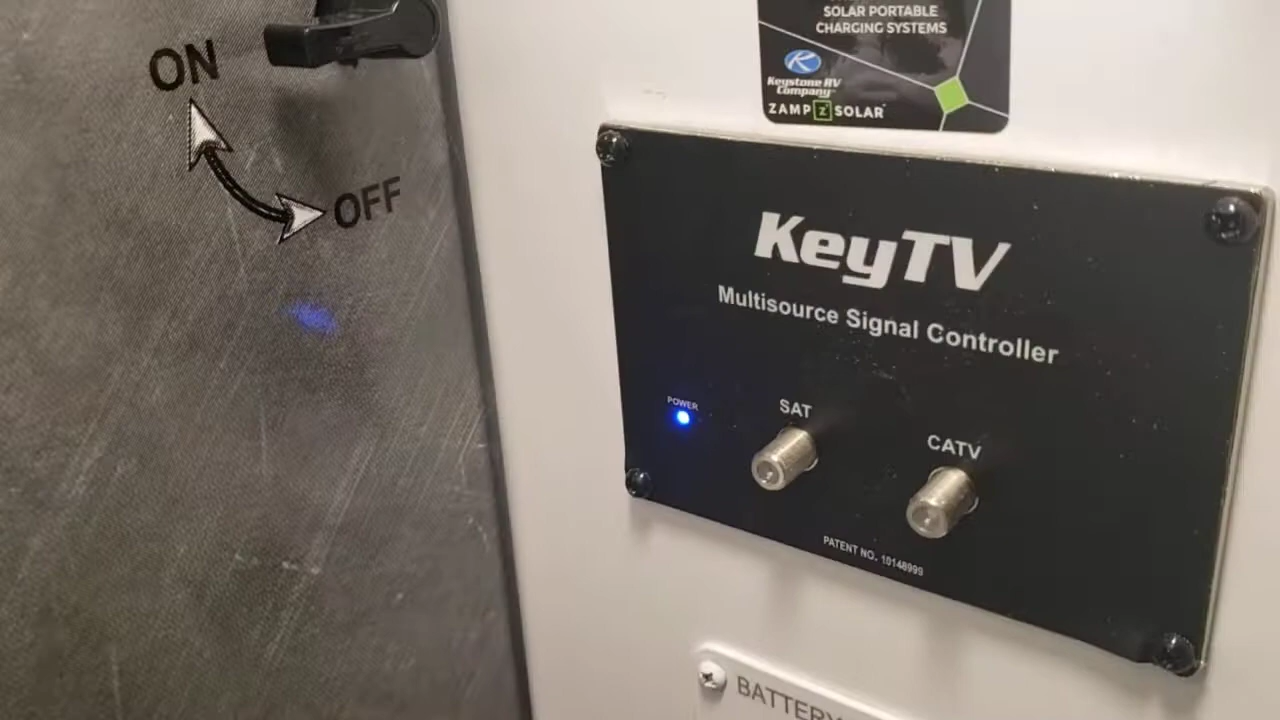 ON
OFF
SOLAR PORTABLE
CHARGING SYSTEMS
K
Keystone RV
Company
ZAMP Z SOLAR
KeyTV
Multisource Signal Controller
POWER
SAT
CATV
PATENT NO. 10148999
BATTERY